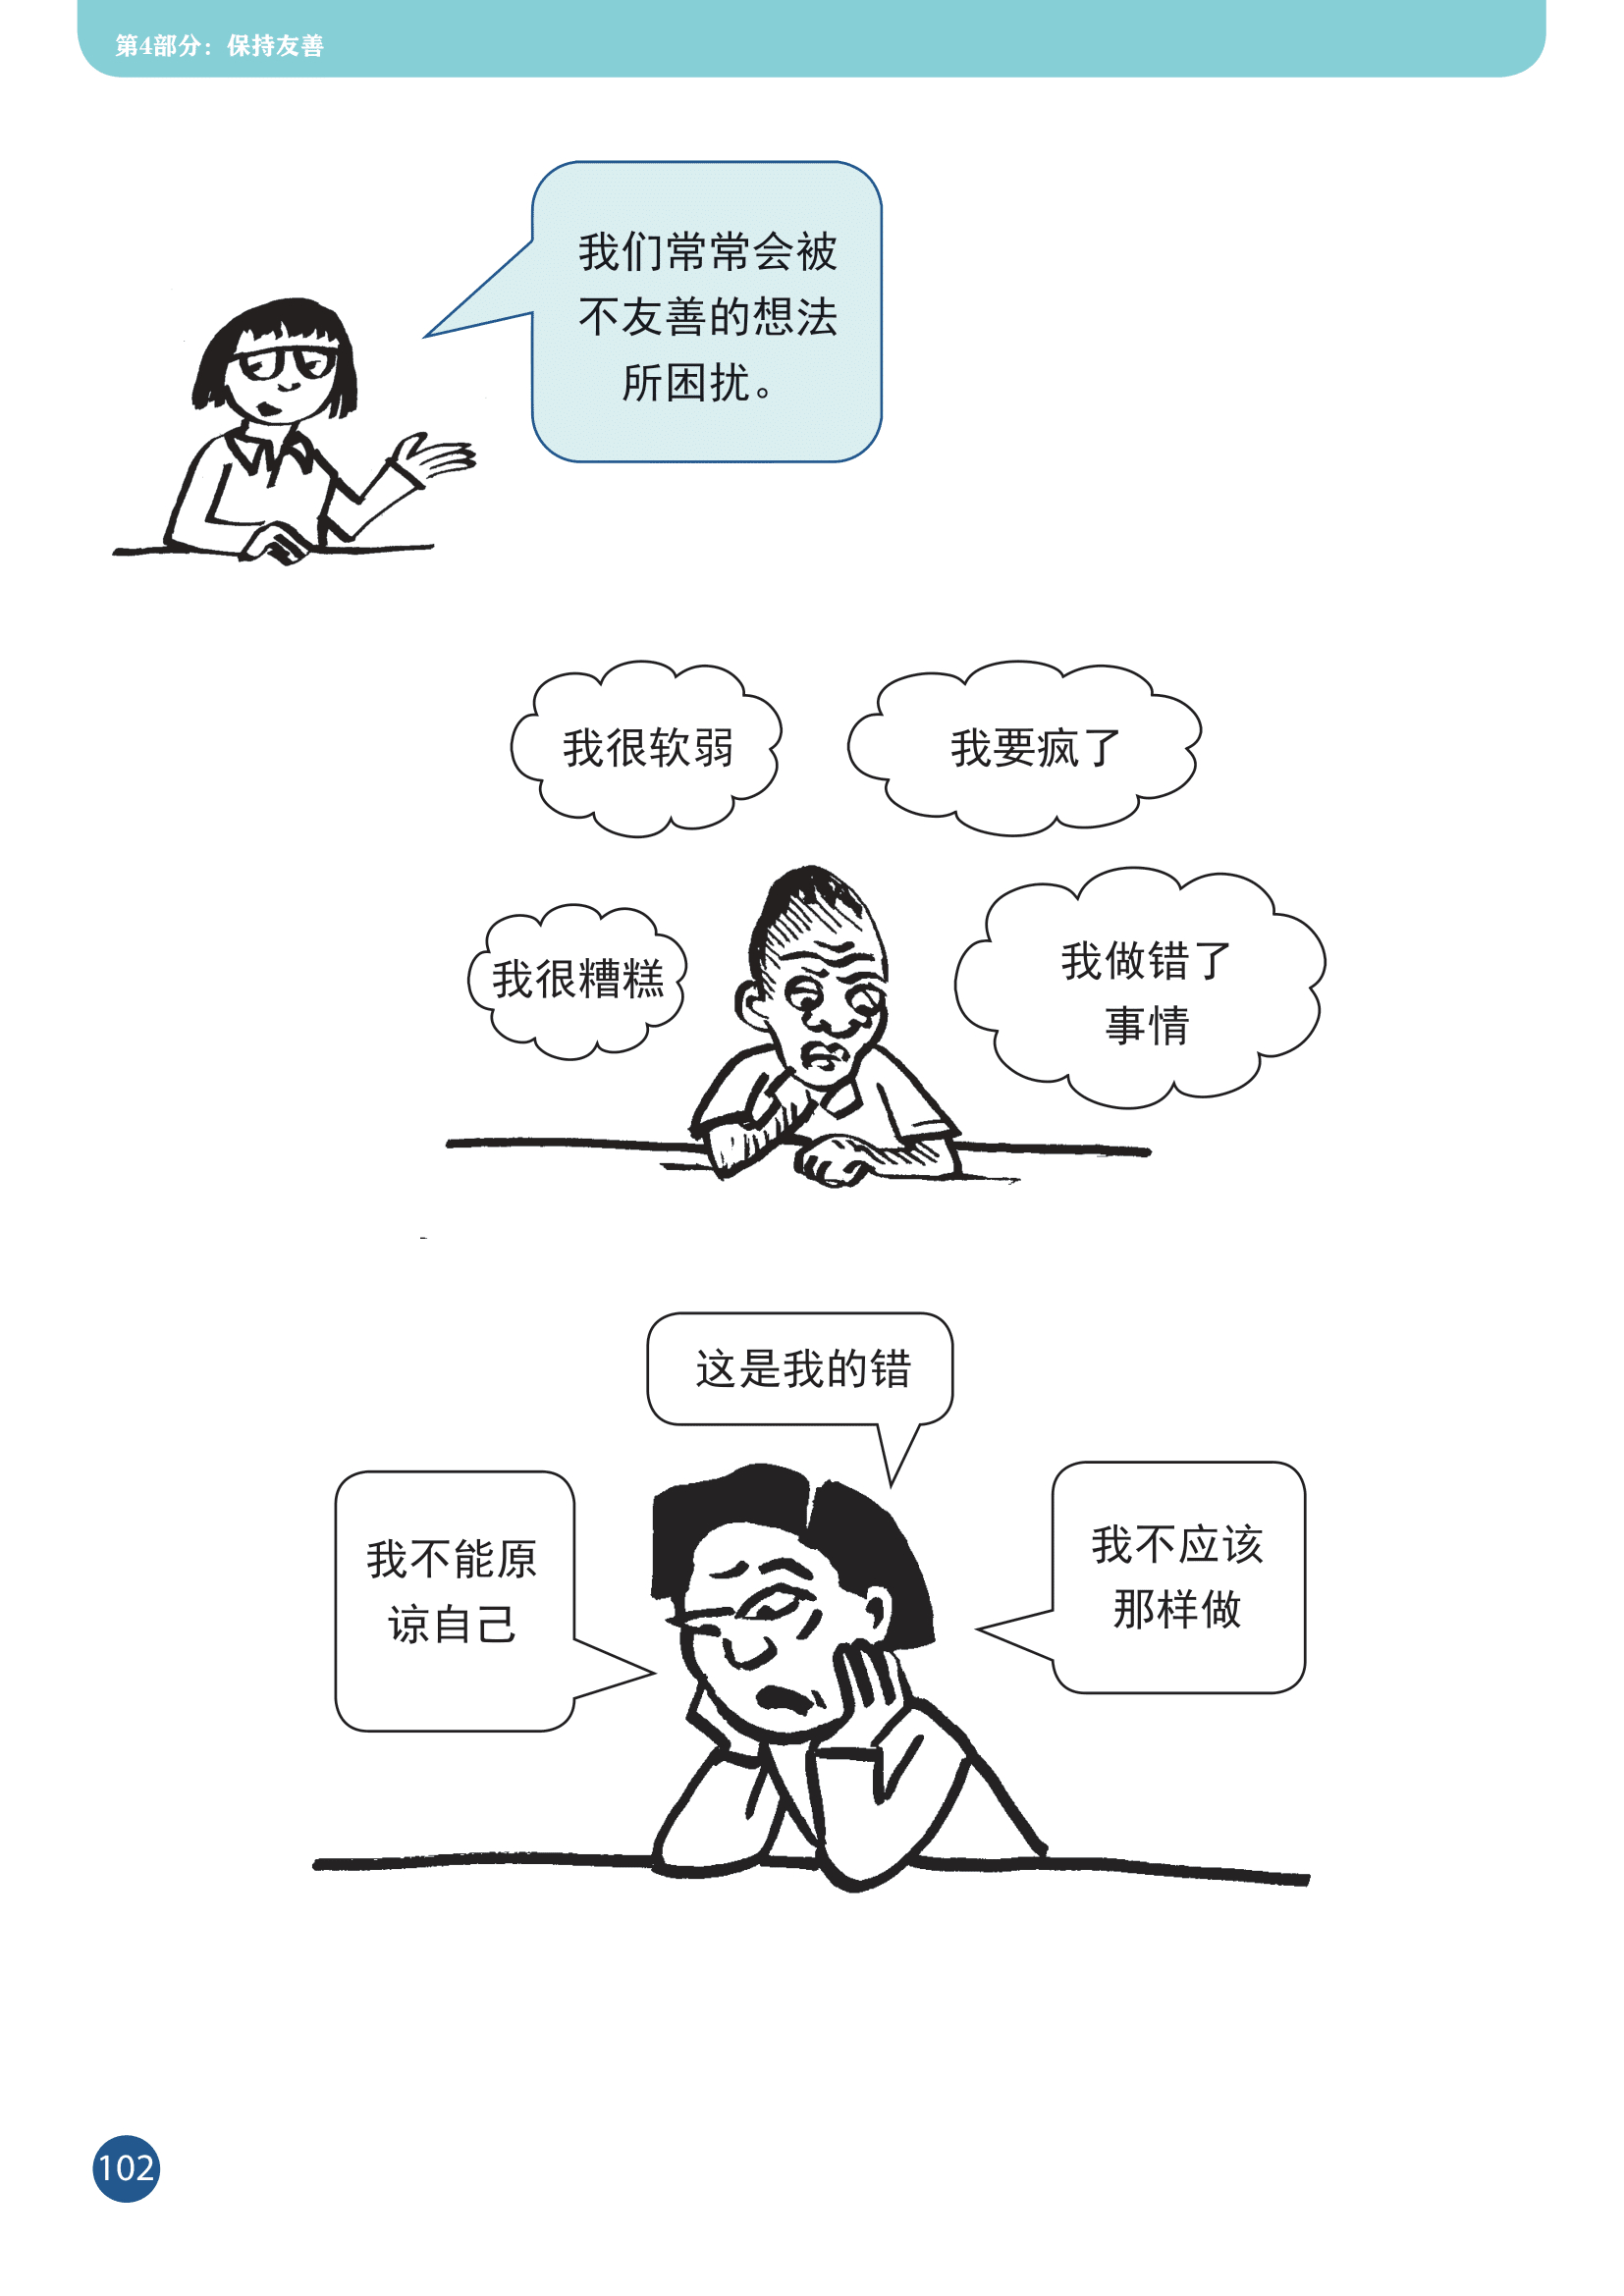 第4部分：保持友善
我们常常会被
不友善的想法
所困扰。
我很软弱
我要疯了
我很糟糕
我做错了
事情
这是我的错
我不能原
谅自己
我不应该
那样做
102